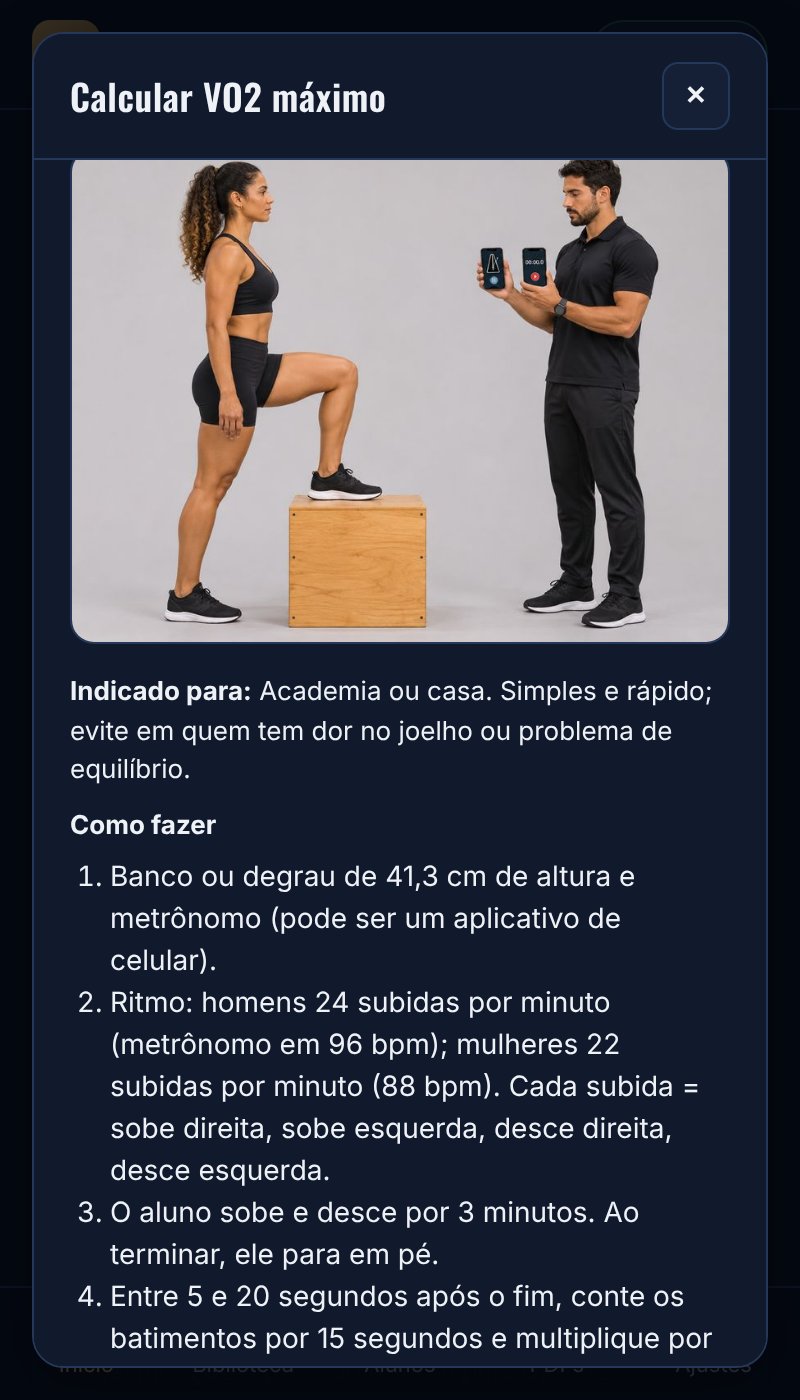 Calcular VO2 máximo
×
00:00.0
Indicado para: Academia ou casa. Simples e rápido;
evite em quem tem dor no joelho ou problema de
equilíbrio.
Como fazer
1. Banco ou degrau de 41,3 cm de altura e
metrônomo (pode ser um aplicativo de
celular).
2. Ritmo: homens 24 subidas por minuto
(metrônomo em 96 bpm); mulheres 22
subidas por minuto (88 bpm). Cada subida =
sobe direita, sobe esquerda, desce direita,
desce esquerda.
3. O aluno sobe e desce por 3 minutos. Ao
terminar, ele para em pé.
4. Entre 5 e 20 segundos após o fim, conte os
batimentos por 15 segundos e multiplique por
Início Biblioteca Alunos PDFs Ajustes